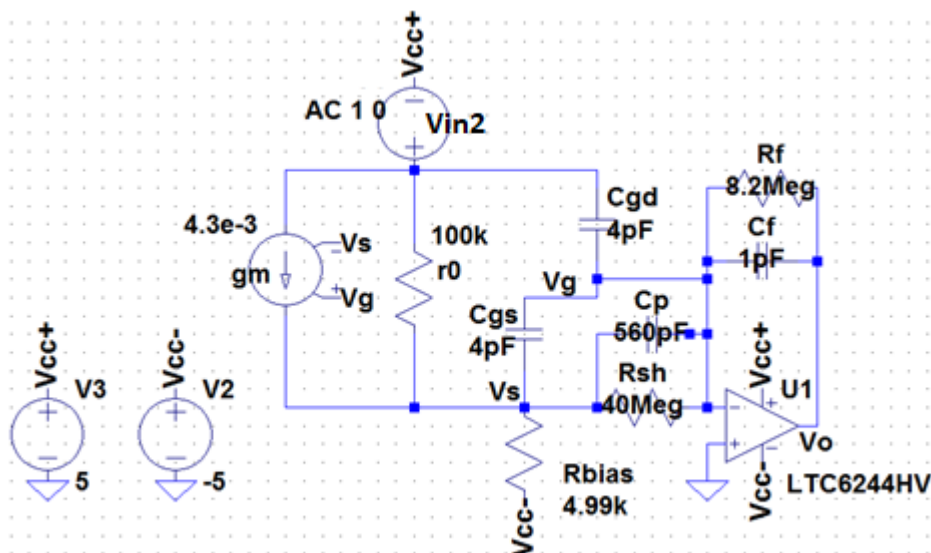 Vcc+
AC 1 0
Vin2
Rf
8.2Meg
Cgd
4pF
4.3e-3
Vs
100k
Cf
1pF
gm
Vg
r0
Vg
Cp
Cgs
560pF
4pF
Vcc+
Vcc-
Vcc+
V3
V2
Vs
Rsh
40Meg
U1
Vo
Rbias
4.99k
LTC6244HV
5
-5
Vcc-
Vcc-